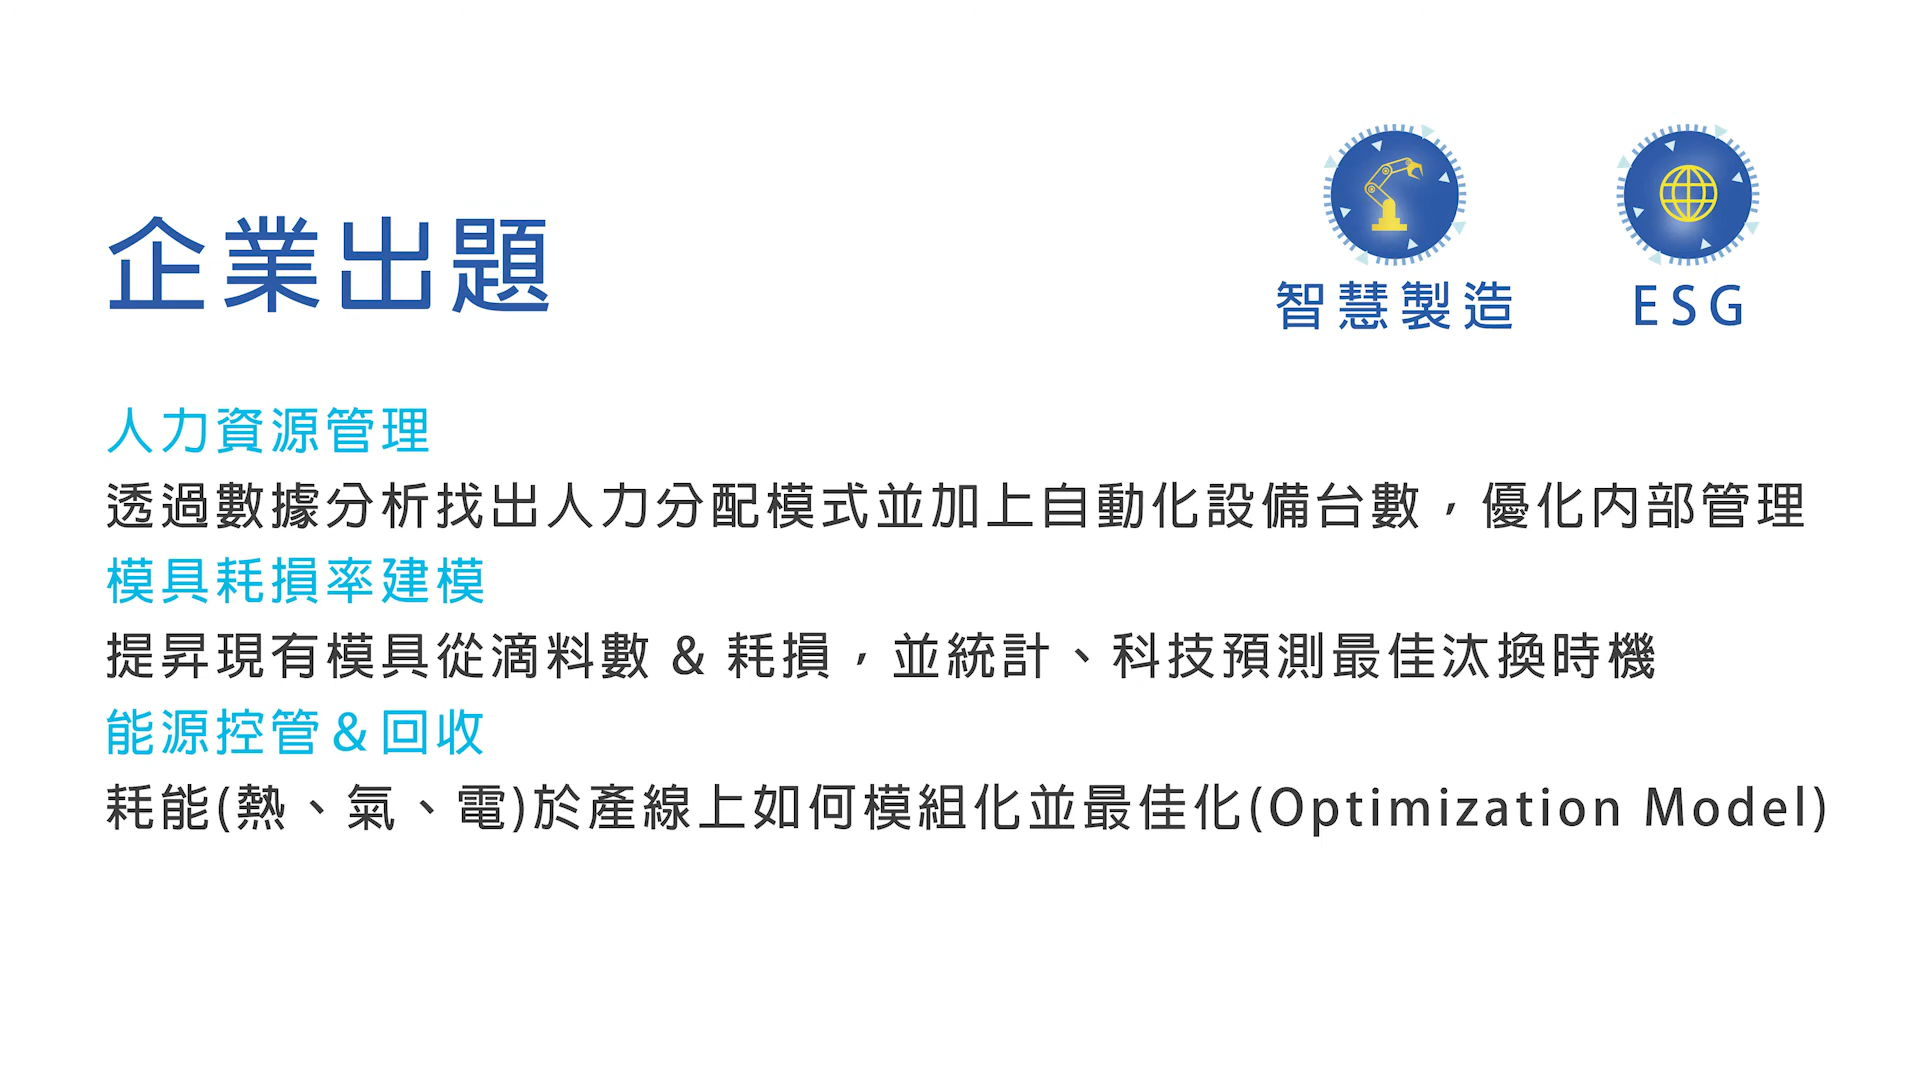 企業出題
智慧製造
ESG
人力資源管理
透過數據分析找出人力分配模式並加上自動化設備台數，優化内部管理
模具耗損率建模
提昇現有模具從滴料數 & 耗損，並統計、科技預測最佳汰換時機
能源控管＆回收
耗能(熱、氣、電)於產線上如何模組化並最佳化(Optimization Model)